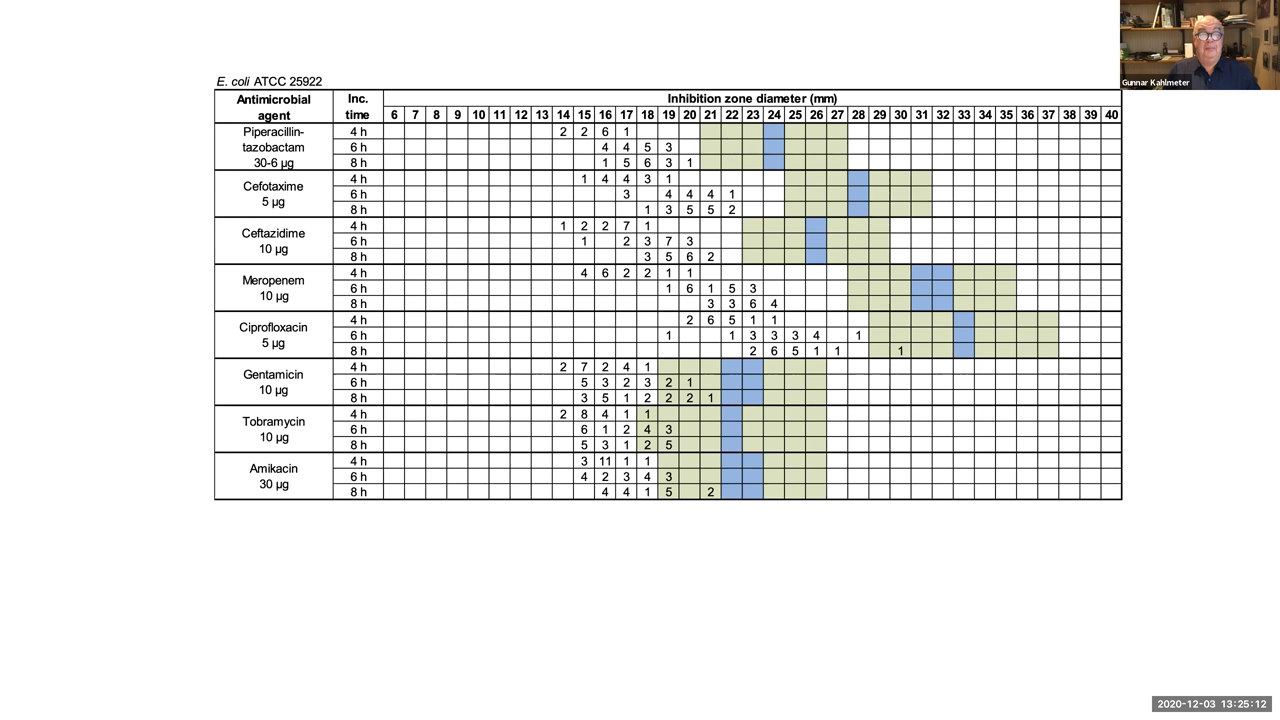 Gunnar Kahlmeter
E. coli ATCC 25922
Antimicrobial agent Inc. time Inhibition zone diameter (mm)
6 7 8 9 10 11 12 13 14 15 16 17 18 19 20 21 22 23 24 25 26 27 28 29 30 31 32 33 34 35 36 37 38 39 40
Piperacillin-tazobactam 30-6 µg
4 h 2 2 6 1
6 h 4 4 5 3
8 h 1 5 6 3 1
Cefotaxime 5 µg
4 h 1 4 4 3 1
6 h 3 4 4 4 1
8 h 1 3 5 5 2
Ceftazidime 10 µg
4 h 1 2 2 7 1
6 h 1 2 3 7 3
8 h 3 5 6 2
Meropenem 10 µg
4 h 4 6 2 2 1 1
6 h 1 6 1 5 3
8 h 3 3 6 4
Ciprofloxacin 5 µg
4 h 2 6 5 1 1
6 h 1 1 3 3 3 4 1
8 h 2 6 5 1 1 1
Gentamicin 10 µg
4 h 2 7 2 4 1
6 h 5 3 2 3 2 1
8 h 3 5 1 2 2 2 1
Tobramycin 10 µg
4 h 2 8 4 1 1
6 h 6 1 2 4 3
8 h 5 3 1 2 5
Amikacin 30 µg
4 h 3 11 1 1
6 h 4 2 3 4 3
8 h 4 4 1 5 2
2020-12-03 13:25:12